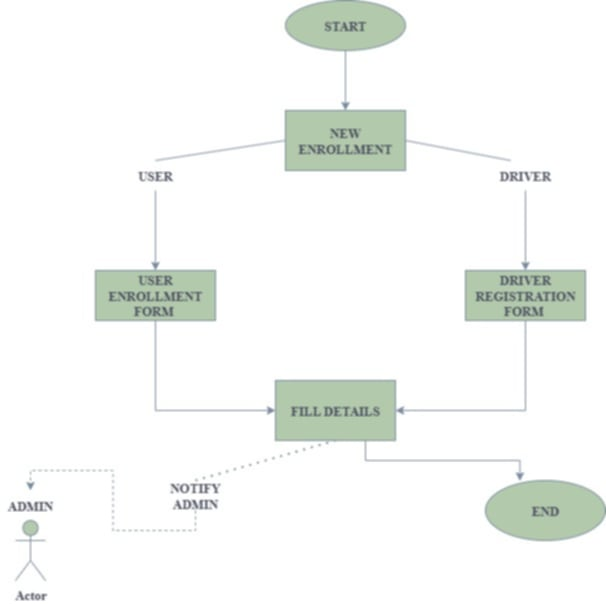 START
NEW
ENROLLMENT
USER
DRIVER
USER
ENROLLMENT
FORM
DRIVER
REGISTRATION
FORM
FILL DETAILS
NOTIFY
ADMIN
ADMIN
END
Actor